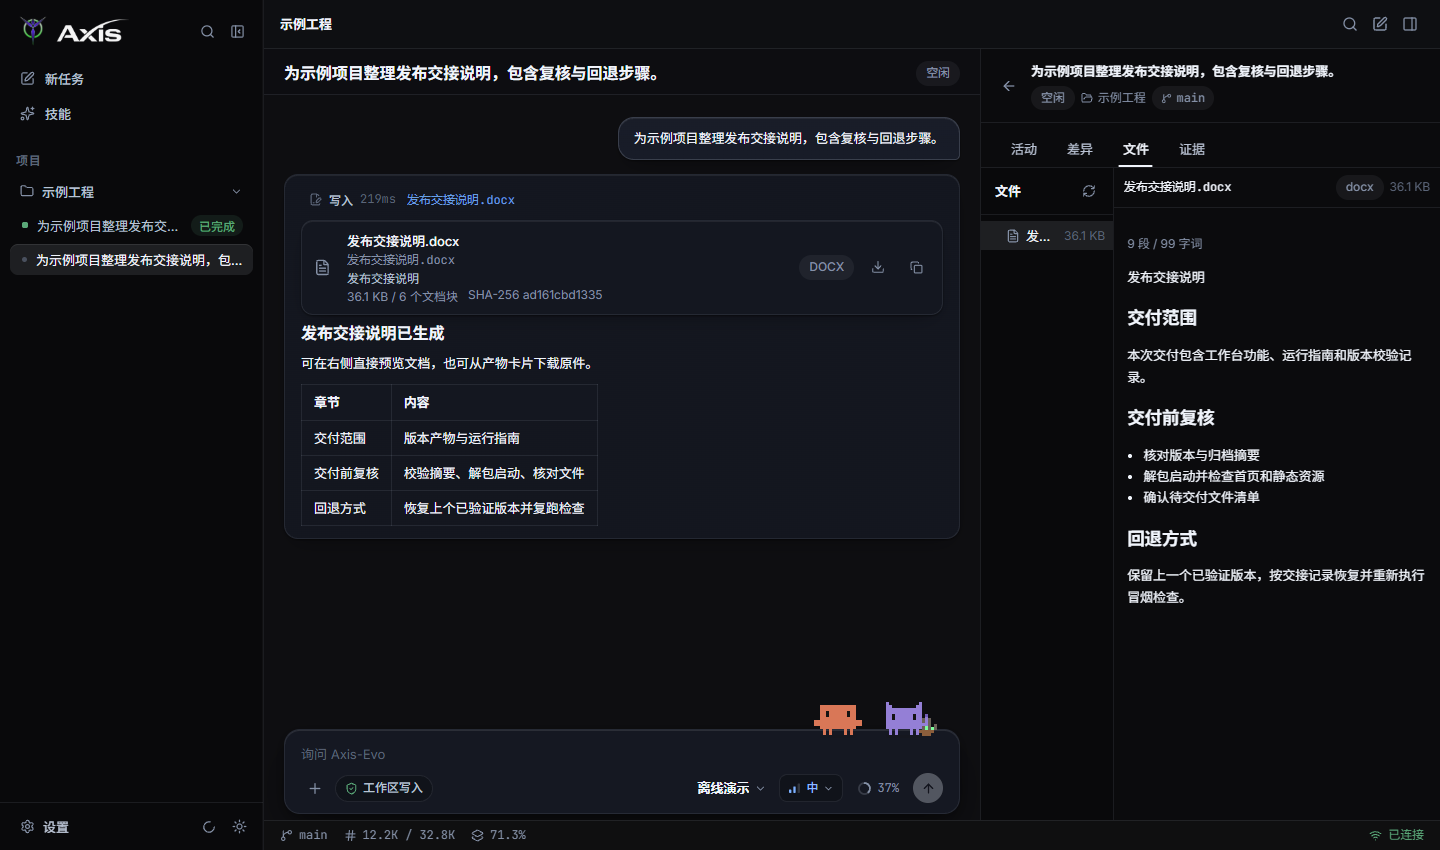 Axis
新任务
技能
项目
示例工程
为示例项目整理发布交...
已完成
为示例项目整理发布交接说明，包...
设置
示例工程
为示例项目整理发布交接说明，包含复核与回退步骤。
空闲
为示例项目整理发布交接说明，包含复核与回退步骤。
写入 219ms 发布交接说明.docx
发布交接说明.docx
发布交接说明.docx
发布交接说明
36.1 KB / 6 个文档块 SHA-256 ad161cbd1335
DOCX
发布交接说明已生成
可在右侧直接预览文档，也可从产物卡片下载原件。
章节 内容
交付范围 版本产物与运行指南
交付前复核 校验摘要、解包启动、核对文件
回退方式 恢复上个已验证版本并复跑检查
询问 Axis-Evo
工作区写入
离线演示
中
37%
main
12.2K / 32.8K
71.3%
为示例项目整理发布交接说明，包含复核与回退步骤。
空闲 示例工程 main
活动 差异 文件 证据
文件
发... 36.1 KB
发布交接说明.docx
docx 36.1 KB
9 段 / 99 字词
发布交接说明
交付范围
本次交付包含工作台功能、运行指南和版本校验记
录。
交付前复核
• 核对版本与归档摘要
• 解包启动并检查首页和静态资源
• 确认待交付文件清单
回退方式
保留上一个已验证版本，按交接记录恢复并重新执行
冒烟检查。
已连接